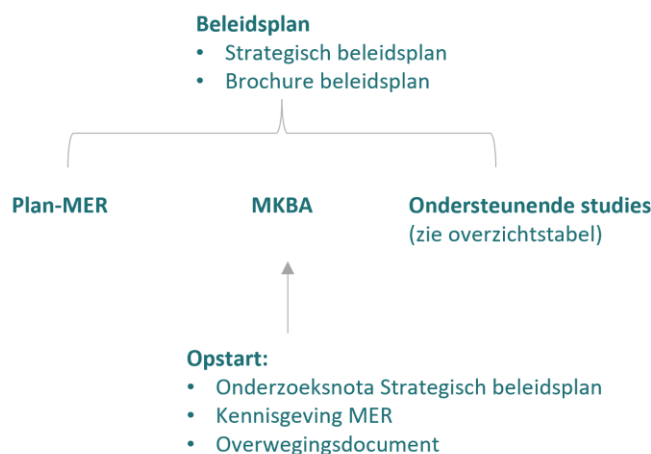 Beleidsplan
• Strategisch beleidsplan
• Brochure beleidsplan
Plan-MER
MKBA
Ondersteunende studies
(zie overzichtstabel)
Opstart:
• Onderzoeksnota Strategisch beleidsplan
• Kennisgeving MER
• Overwegingsdocument